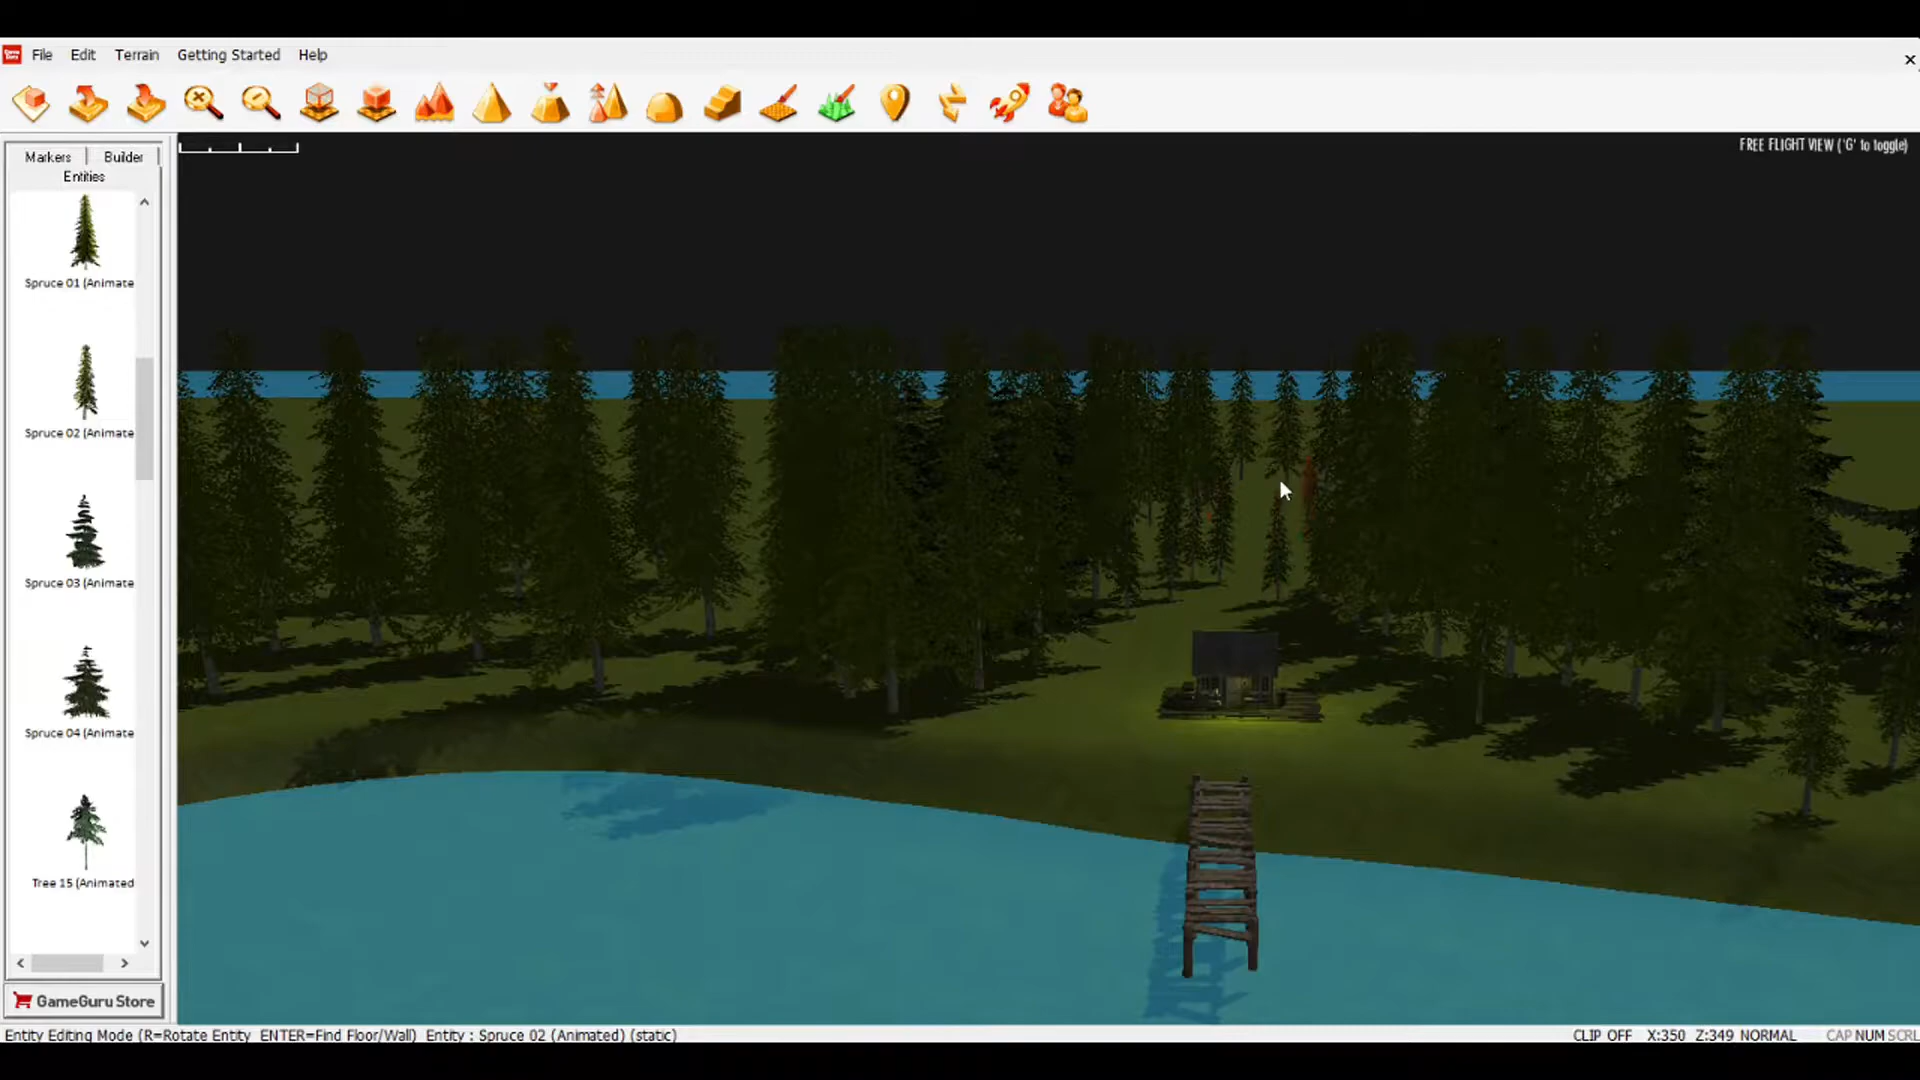 File Edit Terrain Getting Started Help
FREE FLIGHT VIEW ('G' to toggle)
Markers Builder
Entities
Spruce 01 (Animate
Spruce 02 (Animate
Spruce 03 (Animate
Spruce 04 (Animate
Tree 15 (Animated
GameGuru Store
Entity Editing Mode (R=Rotate Entity ENTER=Find Floor/Wall) Entity : Spruce 02 (Animated) (static) CLIP OFF X:350 Z:349 NORMAL CAP NUM SCRL